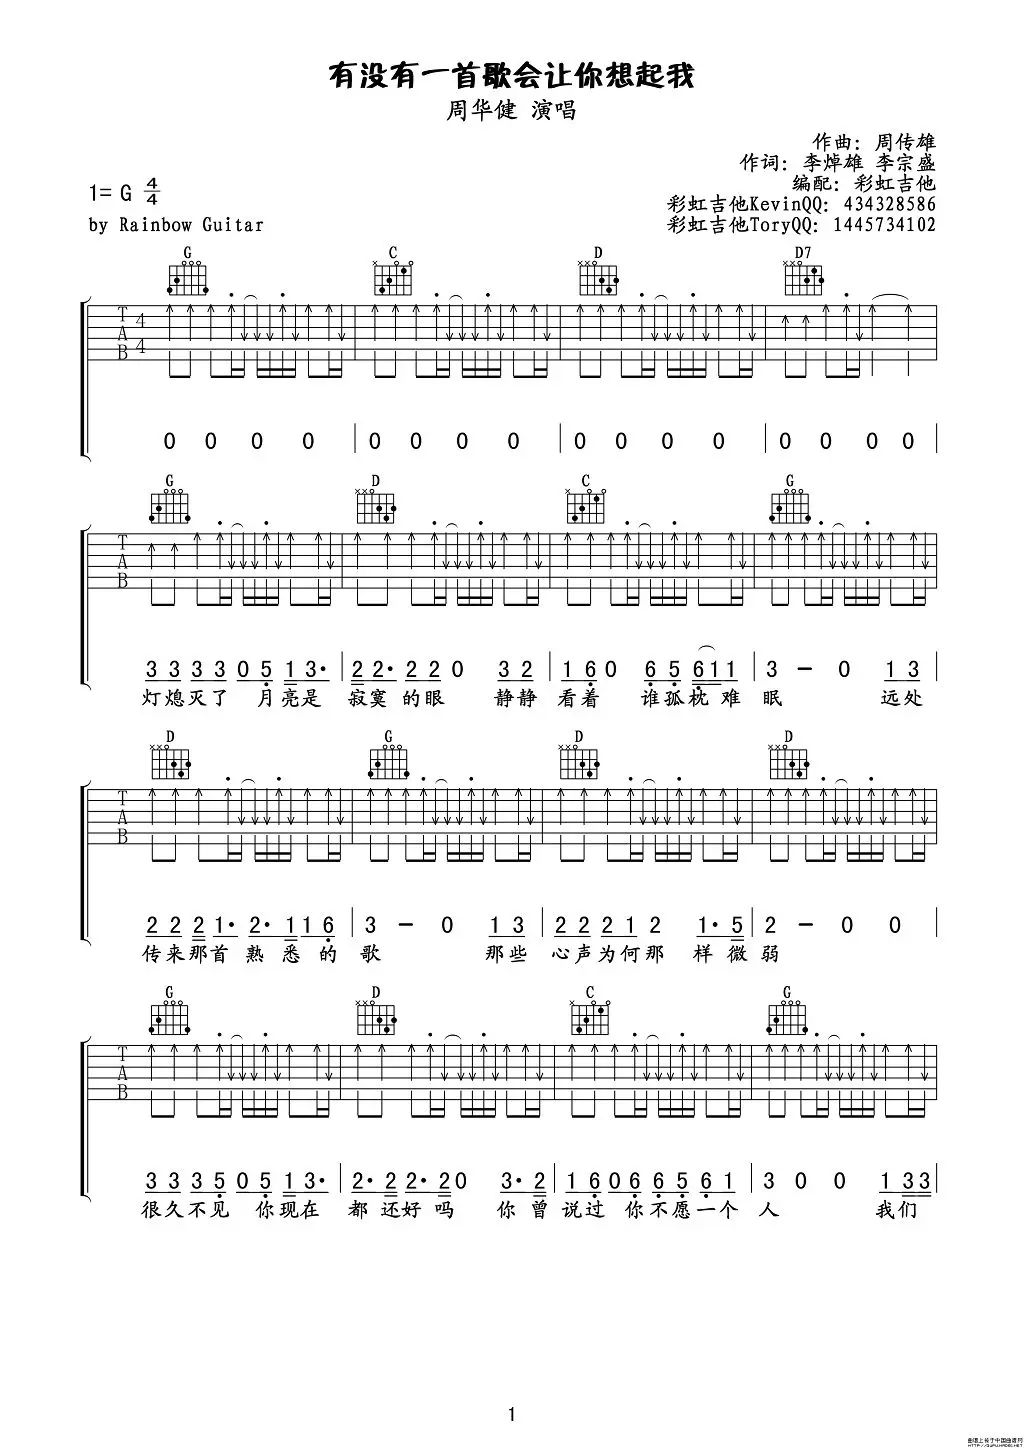 有没有一首歌会让你想起我
周华健 演唱
作曲：周传雄
作词：李焯雄 李宗盛
编配：彩虹吉他
1= G 4/4
彩虹吉他KevinQQ：434328586
by Rainbow Guitar
彩虹吉他ToryQQ：1445734102
G C D D7
T A B 4 4
0 0 0 0 | 0 0 0 0 | 0 0 0 0 | 0 0 0 0 |
G D C G
T A B
3 3 3 3 0 5 1 3· | 2 2· 2 2 0 3 2 | 1 6 0 6 5 6 1 1 | 3 － 0 1 3 |
灯熄灭了 月亮是 寂寞的眼 静静看着 谁孤枕难眠 远处
D G D D
T A B
2 2 2 1· 2· 1 1 1 6 | 3 － 0 1 3 | 2 2 2 1 2 1· 5 | 2 － 0 0 |
传来那首熟悉的歌 那些心声为何那样微弱
G D C G
T A B
3 3 3 5 0 5 1 3· | 2· 2 2· 2 0 3· 2 | 1 6 0 6 6 5 6 1 | 3 0 0 1 3 3 |
很久不见 你现在都还好吗 你曾说过 你不愿一个人 我们
1